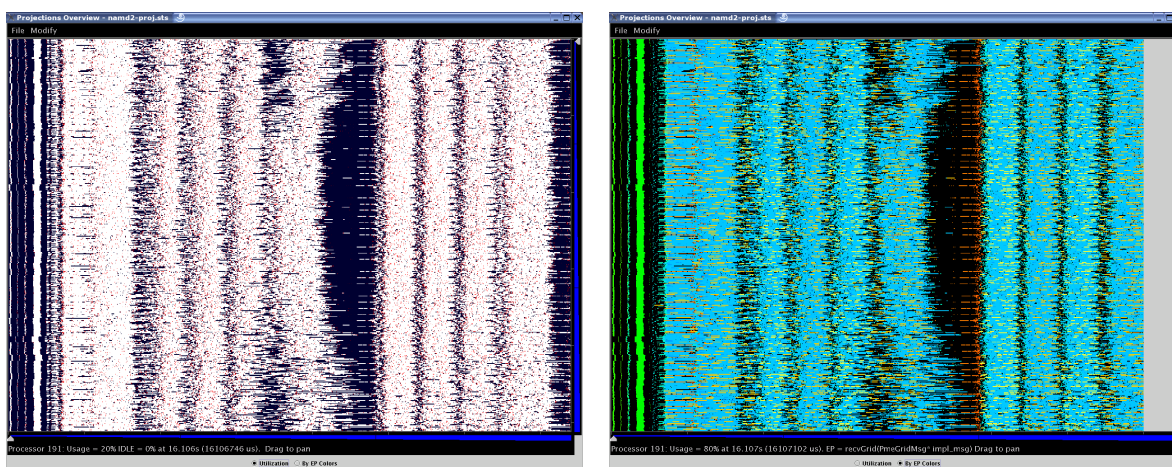 Projections Overview - namd2-proj.sts
File Modify
Processor 191: Usage = 20% IDLE = 0% at 16.106s (16106746 us). Drag to pan
Utilization By EP Colors
Projections Overview - namd2-proj.sts
File Modify
Processor 191: Usage = 80% at 16.107s (16107102 us). EP = recvGrid(PmeGridMsg* impl_msg) Drag to pan
Utilization By EP Colors